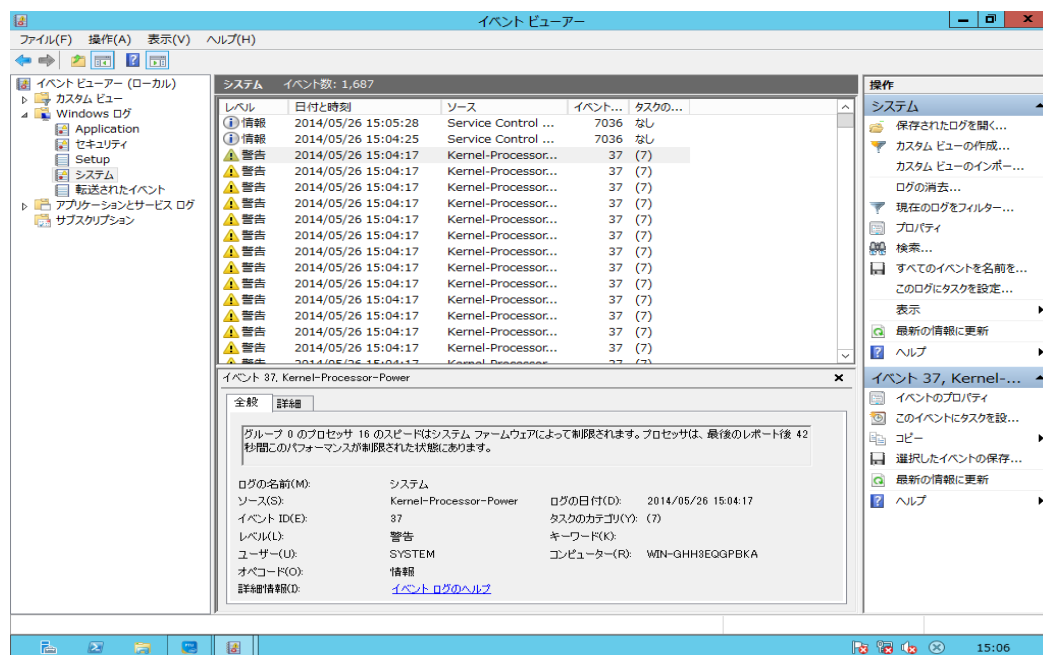 イベント ビューアー
ファイル(F) 操作(A) 表示(V) ヘルプ(H)
イベント ビューアー (ローカル)
カスタム ビュー
Windows ログ
Application
セキュリティ
Setup
システム
転送されたイベント
アプリケーションとサービス ログ
サブスクリプション
システム イベント数: 1,687
レベル 日付と時刻 ソース イベント... タスクの...
情報 2014/05/26 15:05:28 Service Control ... 7036 なし
情報 2014/05/26 15:04:25 Service Control ... 7036 なし
警告 2014/05/26 15:04:17 Kernel-Processor... 37 (7)
警告 2014/05/26 15:04:17 Kernel-Processor... 37 (7)
警告 2014/05/26 15:04:17 Kernel-Processor... 37 (7)
警告 2014/05/26 15:04:17 Kernel-Processor... 37 (7)
警告 2014/05/26 15:04:17 Kernel-Processor... 37 (7)
警告 2014/05/26 15:04:17 Kernel-Processor... 37 (7)
警告 2014/05/26 15:04:17 Kernel-Processor... 37 (7)
警告 2014/05/26 15:04:17 Kernel-Processor... 37 (7)
警告 2014/05/26 15:04:17 Kernel-Processor... 37 (7)
警告 2014/05/26 15:04:17 Kernel-Processor... 37 (7)
警告 2014/05/26 15:04:17 Kernel-Processor... 37 (7)
警告 2014/05/26 15:04:17 Kernel-Processor... 37 (7)
警告 2014/05/26 15:04:17 Kernel-Processor... 37 (7)
イベント 37, Kernel-Processor-Power
全般 詳細
グループ 0 のプロセッサ 16 のスピードはシステム ファームウェアによって制限されます。プロセッサは、最後のレポート後 42
秒間このパフォーマンスが制限された状態にあります。
ログの名前(M): システム
ソース(S): Kernel-Processor-Power ログの日付(D): 2014/05/26 15:04:17
イベント ID(E): 37 タスクのカテゴリ(Y): (7)
レベル(L): 警告 キーワード(K):
ユーザー(U): SYSTEM コンピューター(R): WIN-GHH3EQGPBKA
オペコード(O): 情報
詳細情報(I): イベント ログのヘルプ
操作
システム
保存されたログを開く...
カスタム ビューの作成...
カスタム ビューのインポー...
ログの消去...
現在のログをフィルター...
プロパティ
検索...
すべてのイベントを名前を...
このログにタスクを設定...
表示
最新の情報に更新
ヘルプ
イベント 37, Kernel-...
イベントのプロパティ
このイベントにタスクを設...
コピー
選択したイベントの保存...
最新の情報に更新
ヘルプ
15:06